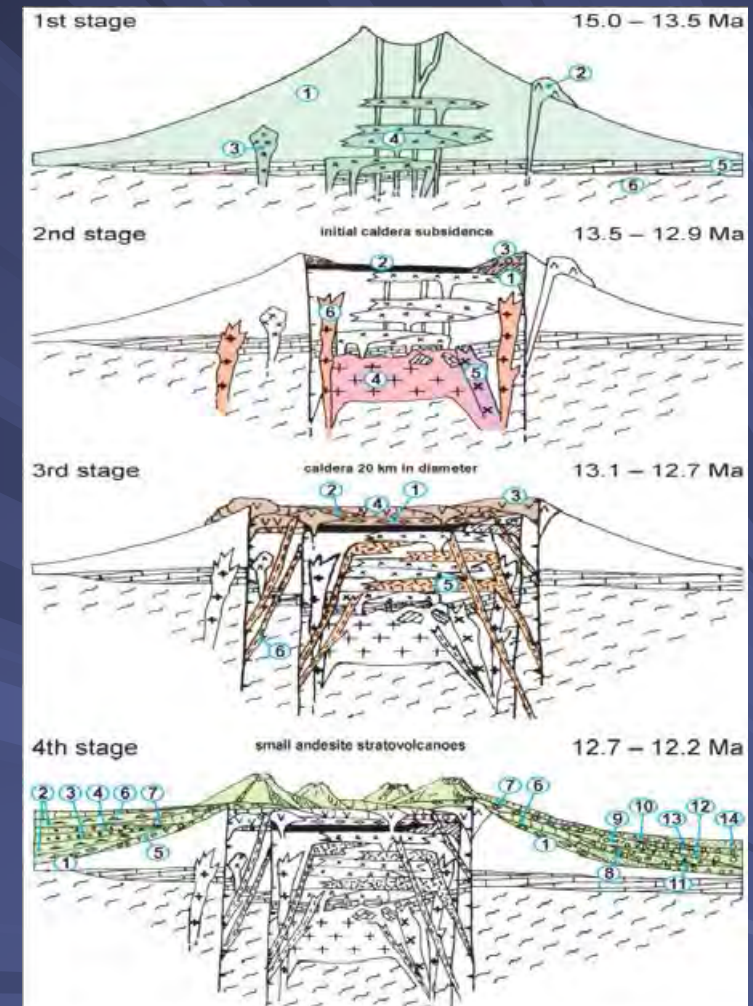 1st stage 15.0 – 13.5 Ma
2
1
3
4
5
6
2nd stage initial caldera subsidence 13.5 – 12.9 Ma
3
2
1
6
4
5
3rd stage caldera 20 km in diameter 13.1 – 12.7 Ma
2 4 1 3
5
6
4th stage small andesite stratovolcanoes 12.7 – 12.2 Ma
2 3 4 6 7 7 6 9 10 13 12 14
1 5 1 8 11